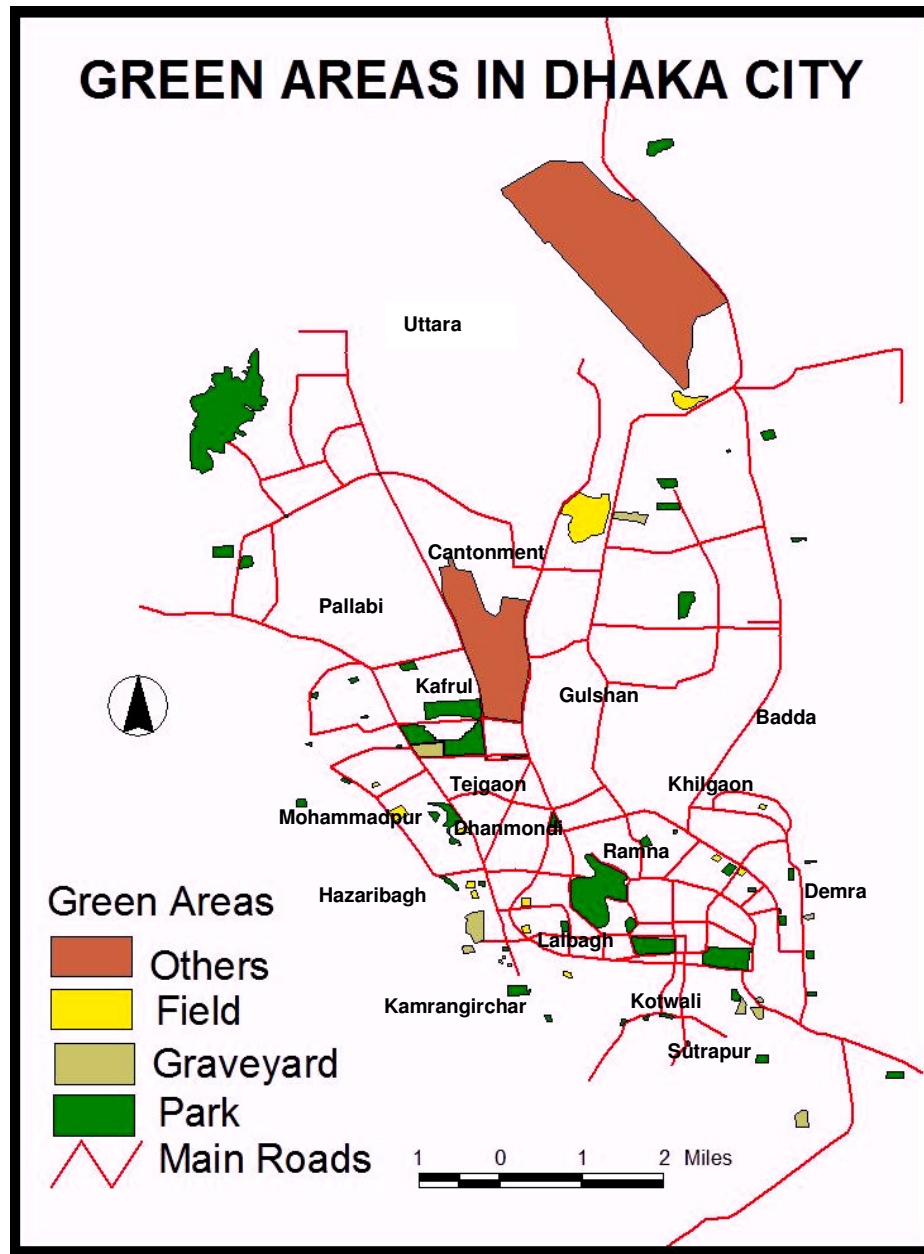 GREEN AREAS IN DHAKA CITY
Uttara
Cantonment
Pallabi
Kafrul
Gulshan
Badda
Tejgaon
Khilgaon
Mohammadpur
Dhanmondi
Ramna
Hazaribagh
Demra
Lalbagh
Kamrangirchar
Kotwali
Sutrapur
Green Areas
Others
Field
Graveyard
Park
Main Roads
1 0 1 2 Miles